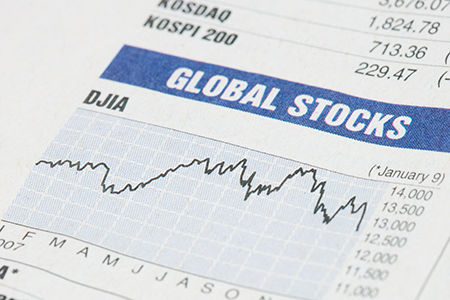 KOSDAQ
KOSPI 200
3,676.07
1,824.78
713.36 (
229.47 (-
GLOBAL STOCKS
DJIA
(*January 9)
14,000
13,500
13,000
12,500
12,000
11,500
11,000
F M A M J J A S O N D
007